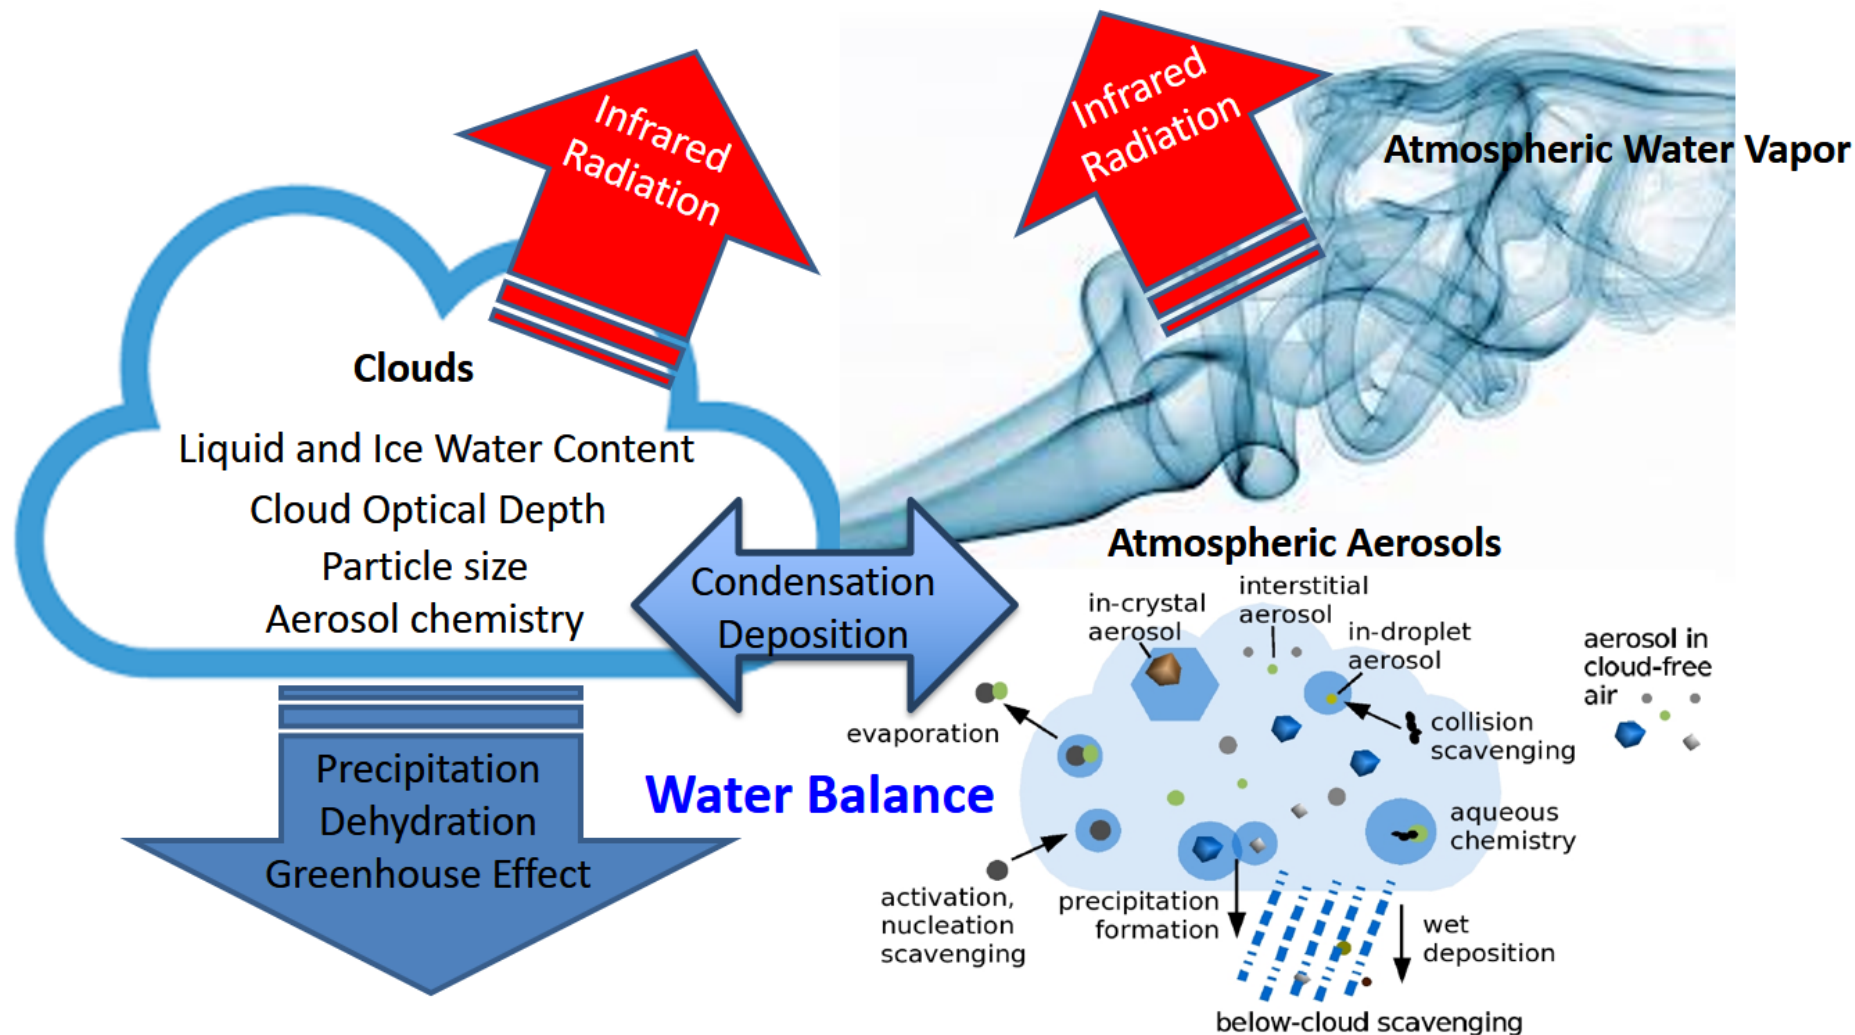 Infrared
Radiation
Infrared
Radiation
Atmospheric Water Vapor
Clouds
Liquid and Ice Water Content
Cloud Optical Depth
Particle size
Aerosol chemistry
Condensation
Deposition
Precipitation
Dehydration
Greenhouse Effect
Water Balance
Atmospheric Aerosols
in-crystal
aerosol
interstitial
aerosol
in-droplet
aerosol
aerosol in
cloud-free
air
collision
scavenging
evaporation
aqueous
chemistry
activation,
nucleation
scavenging
precipitation
formation
wet
deposition
below-cloud scavenging